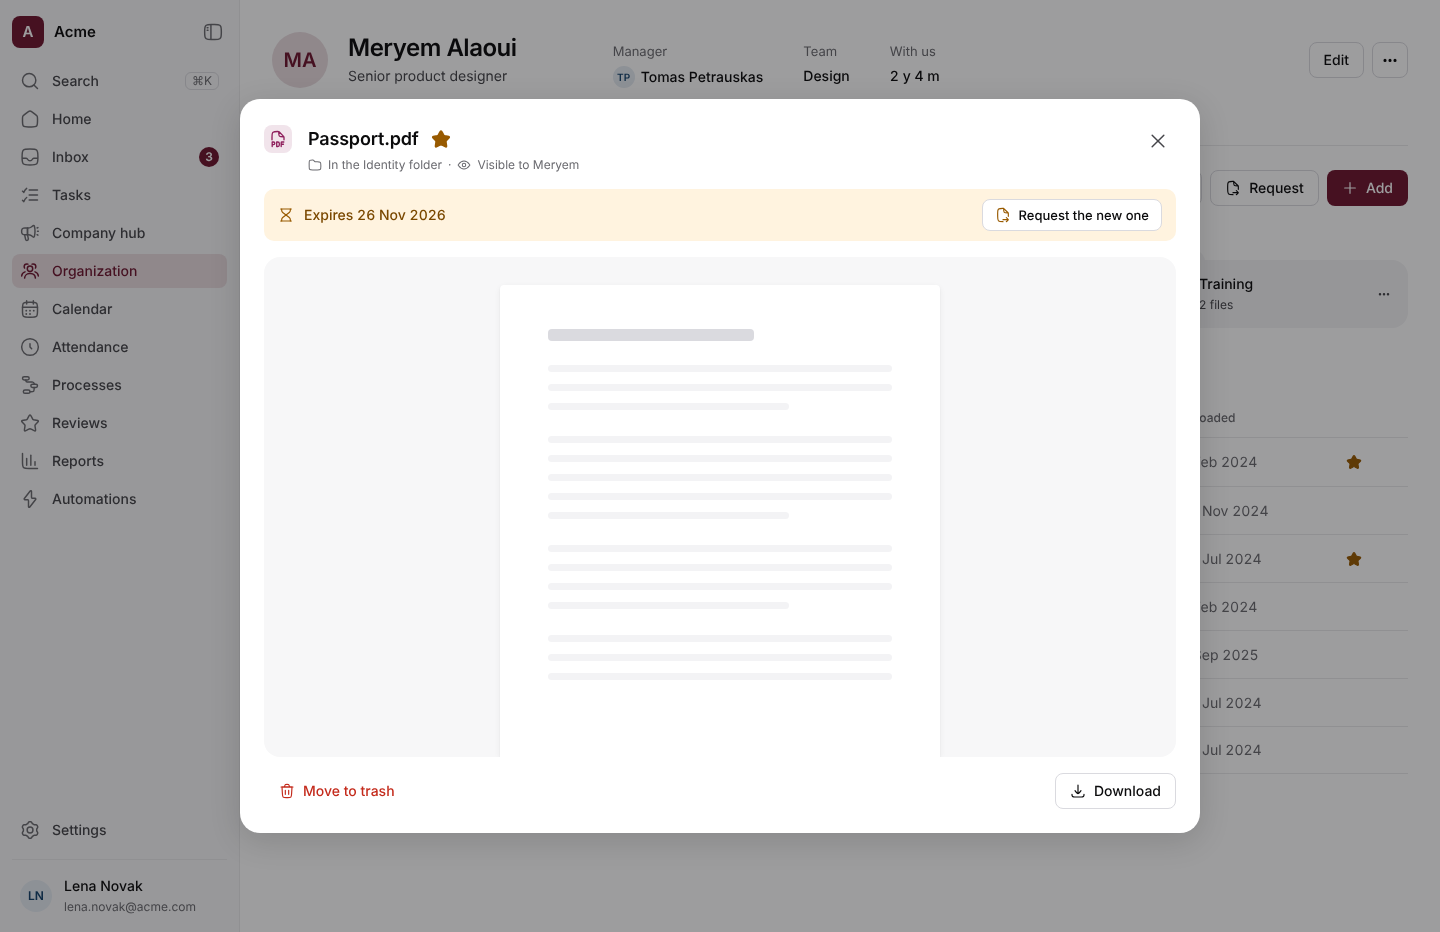 A Acme
Search ⌘K
Home
Inbox 3
Tasks
Company hub
Organization
Calendar
Attendance
Processes
Reviews
Reports
Automations
Settings
LN Lena Novak
lena.novak@acme.com
MA Meryem Alaoui
Senior product designer
Manager
TP Tomas Petrauskas
Team
Design
With us
2 y 4 m
Edit
Request
Add
Training
2 files
oaded
eb 2024
Nov 2024
Jul 2024
eb 2024
ep 2025
Jul 2024
Jul 2024
PDF Passport.pdf
In the Identity folder · Visible to Meryem
Expires 26 Nov 2026
Request the new one
Move to trash
Download